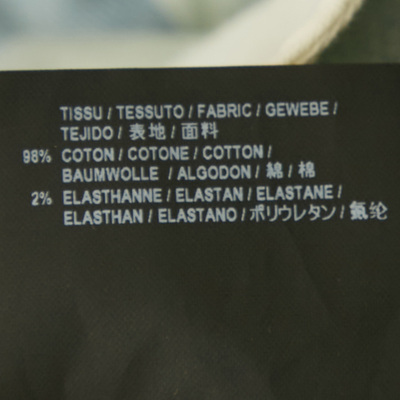 TISSU / TESSUTO / FABRIC / GEWEBE /
TEJIDO / 表地 / 面料
98% COTON / COTONE / COTTON /
BAUMWOLLE / ALGODON / 綿 / 棉
2% ELASTHANNE / ELASTAN / ELASTANE /
ELASTHAN / ELASTANO / ポリウレタン / 氨纶